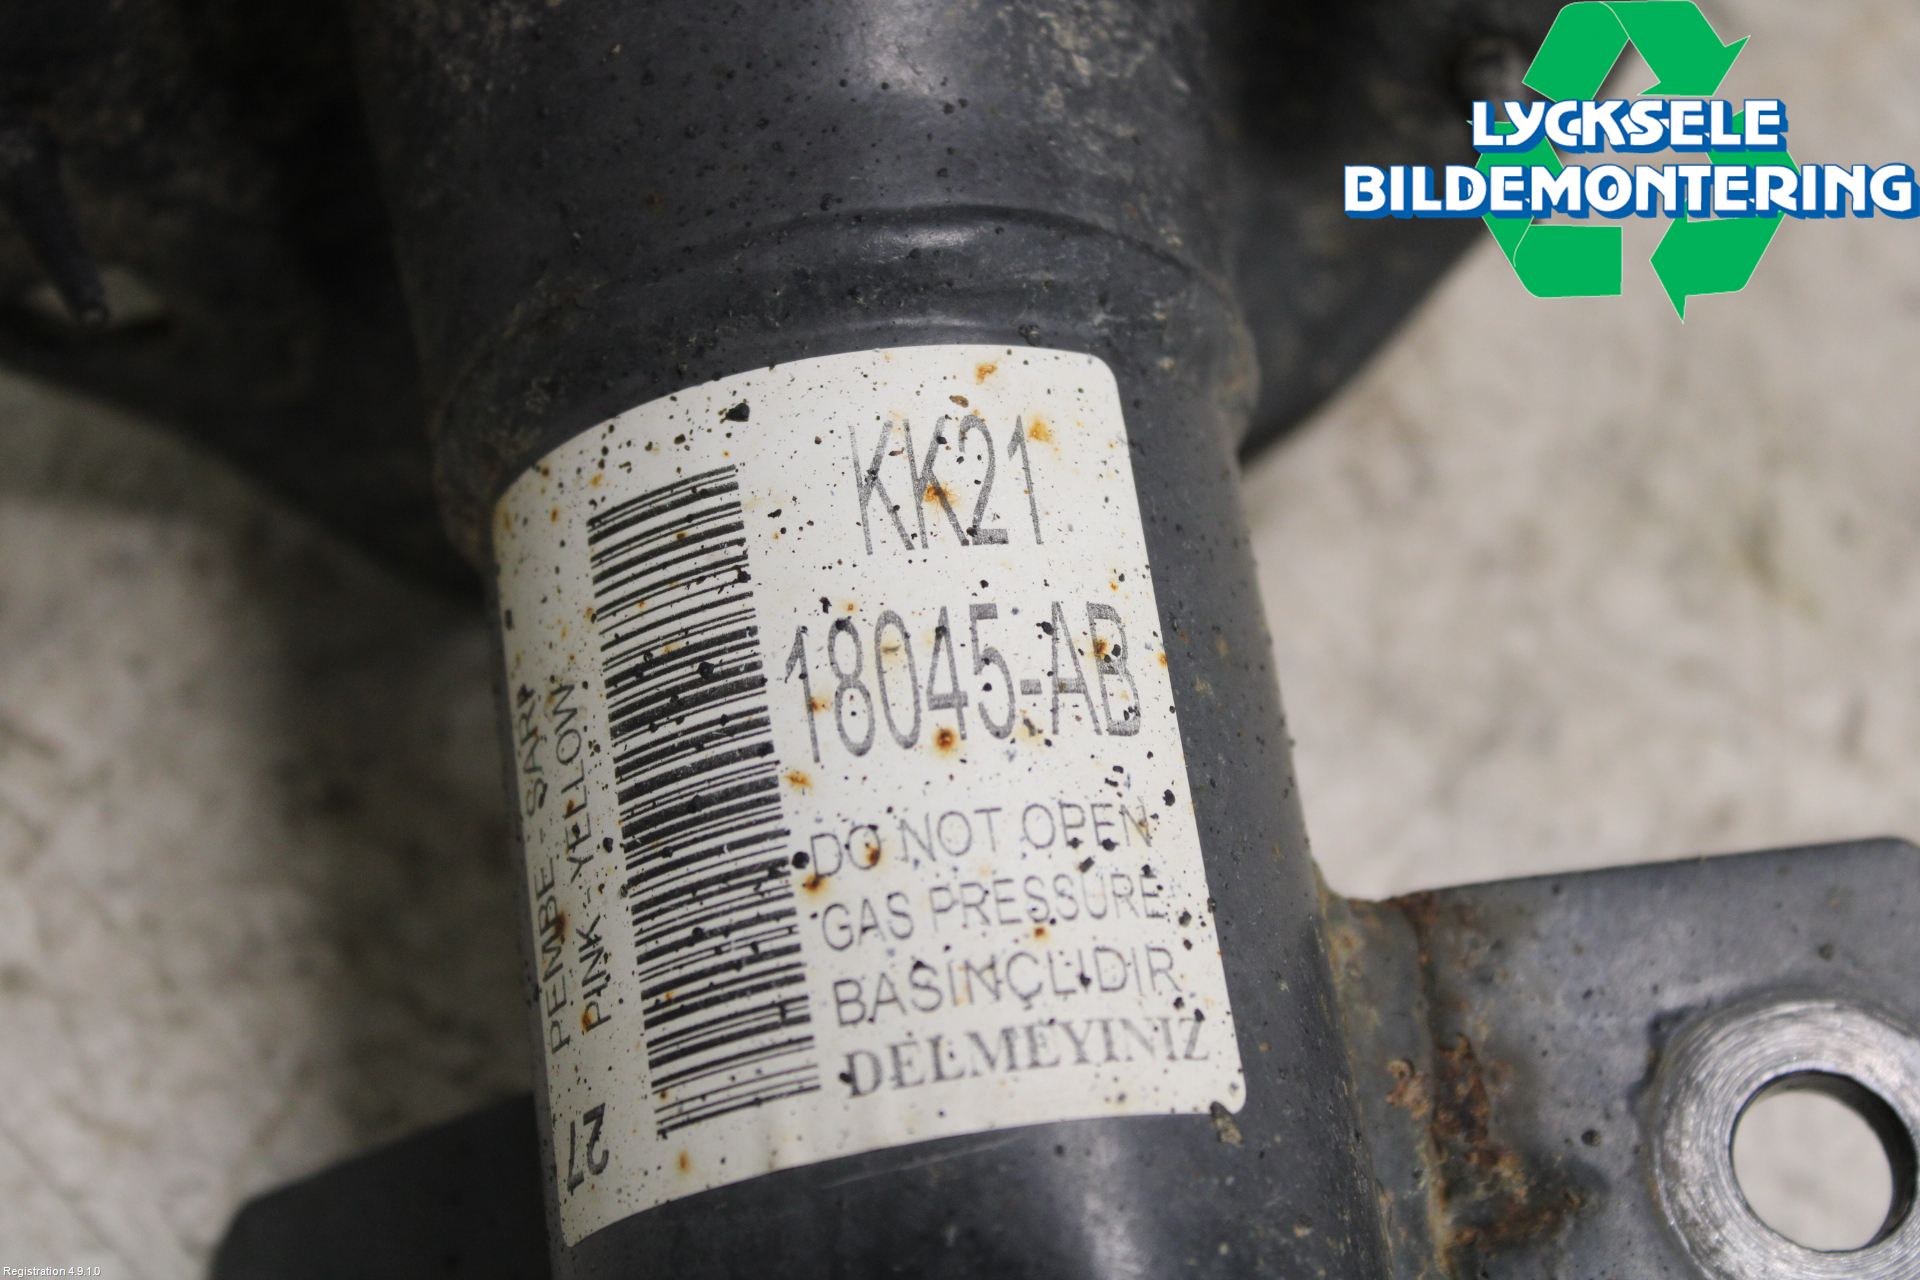 LYCKSELE
BILDEMONTERING
KK21
18045-AB
DO NOT OPEN
GAS PRESSURE
BASINÇLIDIR
DELMEYINIZ
PEMBE-SARI
PINK-YELLOW
27
Registration 4.9.1.0